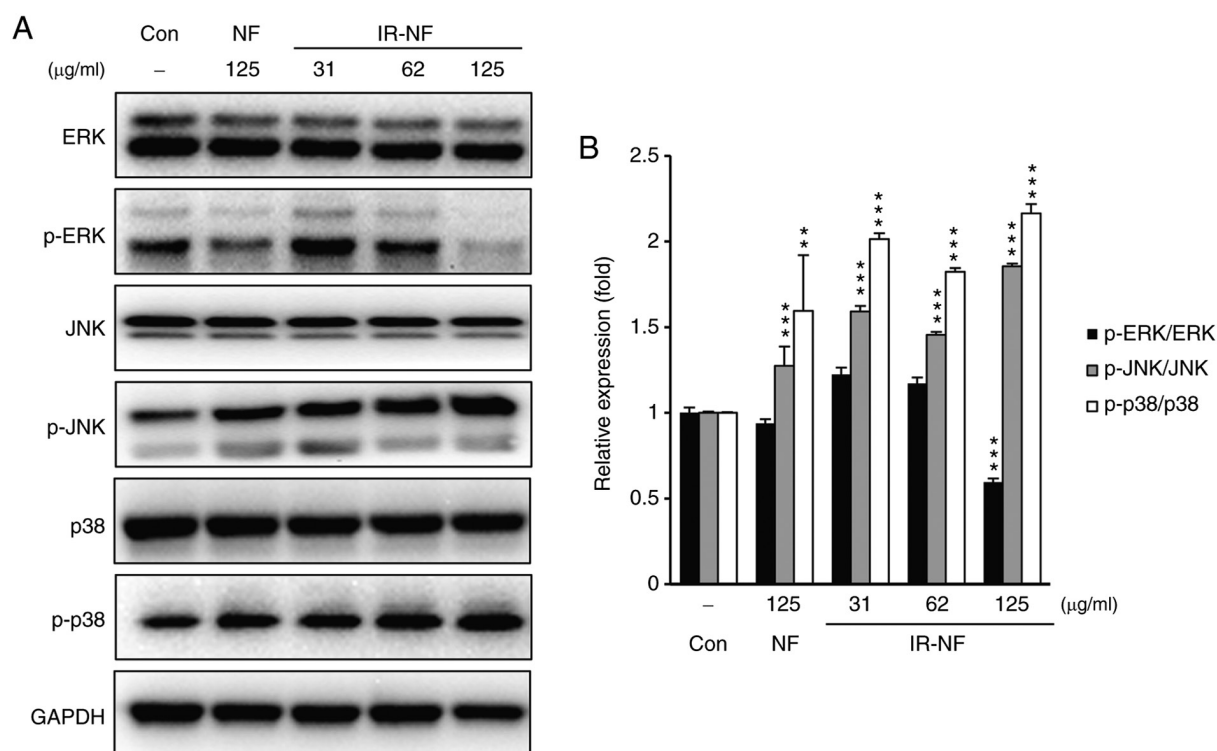 A
Con NF IR-NF
(μg/ml) – 125 31 62 125
ERK
p-ERK
JNK
p-JNK
p38
p-p38
GAPDH
B
Relative expression (fold)
2.5
2
1.5
1
0.5
0
** *** *** *** *** *** *** *** ***
p-ERK/ERK
p-JNK/JNK
p-p38/p38
– 125 31 62 125 (μg/ml)
Con NF IR-NF